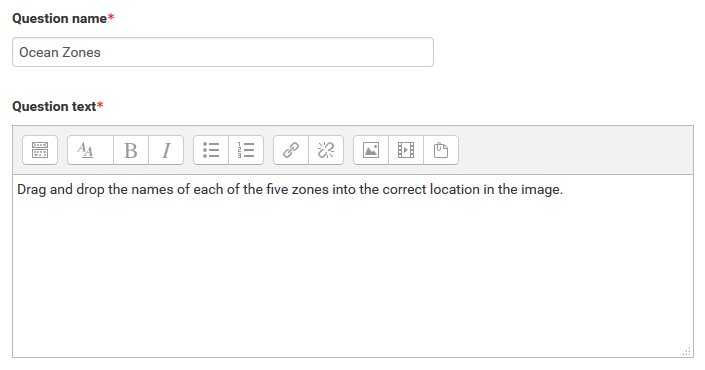 Question name*
Ocean Zones
Question text*
B I
Drag and drop the names of each of the five zones into the correct location in the image.